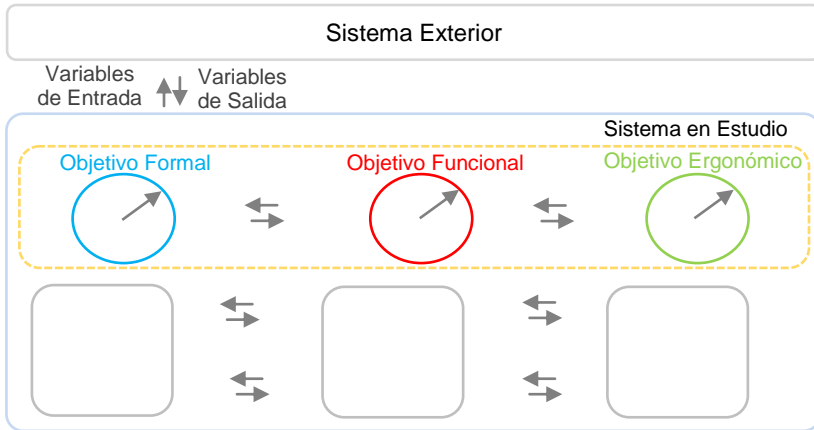 Sistema Exterior
Variables
de Entrada
Variables
de Salida
Sistema en Estudio
Objetivo Formal
Objetivo Funcional
Objetivo Ergonómico